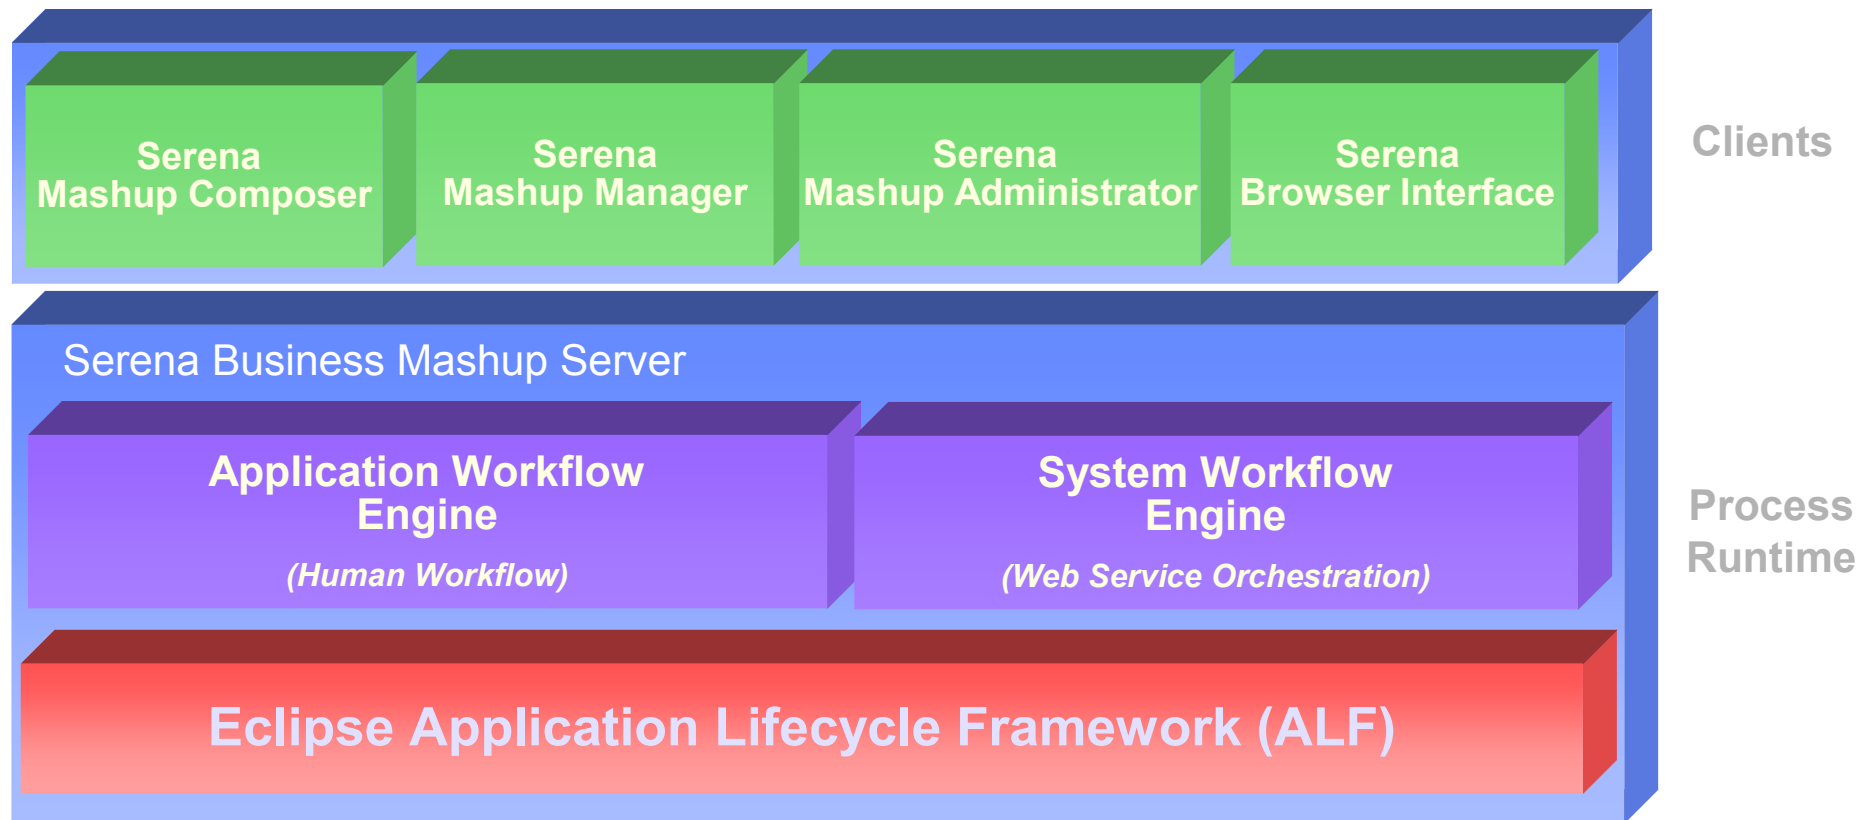 Serena
Mashup Composer
Serena
Mashup Manager
Serena
Mashup Administrator
Serena
Browser Interface
Clients
Serena Business Mashup Server
Application Workflow
Engine
(Human Workflow)
System Workflow
Engine
(Web Service Orchestration)
Process
Runtime
Eclipse Application Lifecycle Framework (ALF)